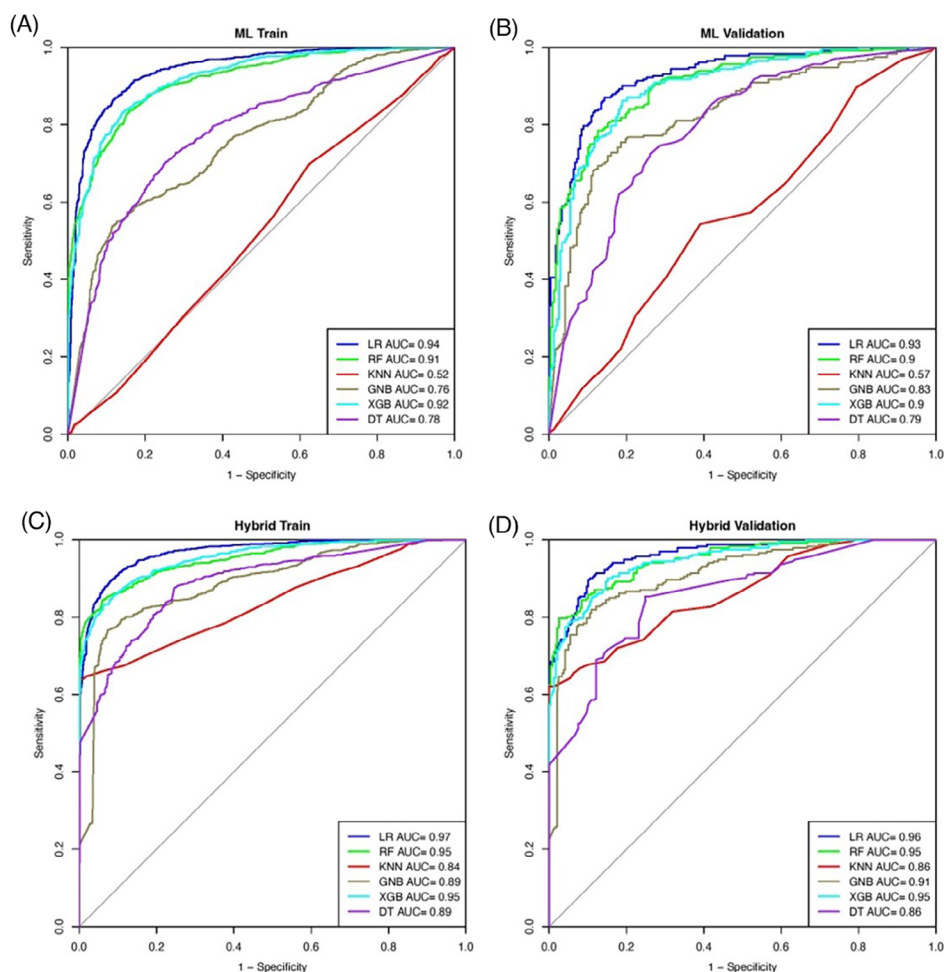 (A)
ML Train
1.0
0.8
0.6
0.4
0.2
0.0
Sensitivity
LR AUC= 0.94
RF AUC= 0.91
KNN AUC= 0.52
GNB AUC= 0.76
XGB AUC= 0.92
DT AUC= 0.78
0.0 0.2 0.4 0.6 0.8 1.0
1 – Specificity
(B)
ML Validation
1.0
0.8
0.6
0.4
0.2
0.0
Sensitivity
LR AUC= 0.93
RF AUC= 0.9
KNN AUC= 0.57
GNB AUC= 0.83
XGB AUC= 0.9
DT AUC= 0.79
0.0 0.2 0.4 0.6 0.8 1.0
1 – Specificity
(C)
Hybrid Train
1.0
0.8
0.6
0.4
0.2
0.0
Sensitivity
LR AUC= 0.97
RF AUC= 0.95
KNN AUC= 0.84
GNB AUC= 0.89
XGB AUC= 0.95
DT AUC= 0.89
0.0 0.2 0.4 0.6 0.8 1.0
1 – Specificity
(D)
Hybrid Validation
1.0
0.8
0.6
0.4
0.2
0.0
Sensitivity
LR AUC= 0.96
RF AUC= 0.95
KNN AUC= 0.86
GNB AUC= 0.91
XGB AUC= 0.95
DT AUC= 0.86
0.0 0.2 0.4 0.6 0.8 1.0
1 – Specificity